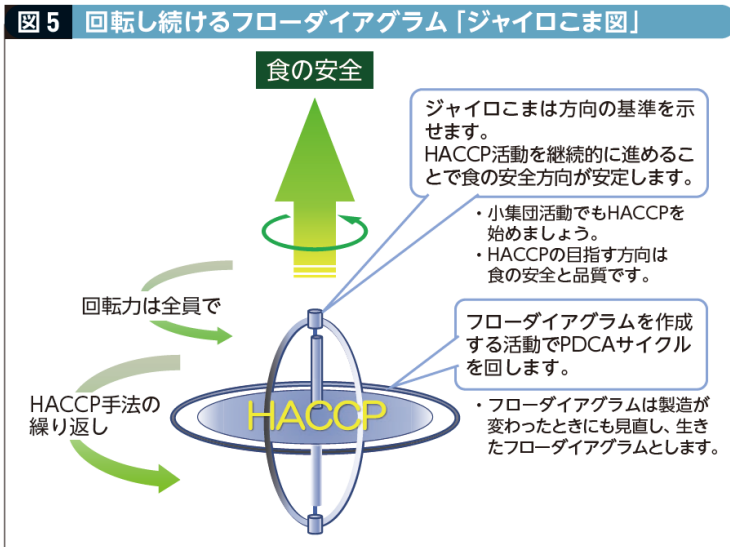 図5 回転し続けるフローダイアグラム「ジャイロこま図」
食の安全
ジャイロこまは方向の基準を示
せます。
HACCP活動を継続的に進めるこ
とで食の安全方向が安定します。
・小集団活動でもHACCPを
始めましょう。
・HACCPの目指す方向は
食の安全と品質です。
回転力は全員で
フローダイアグラムを作成
する活動でPDCAサイクル
を回します。
HACCP手法の
繰り返し
HACCP
・フローダイアグラムは製造が
変わったときにも見直し、生き
たフローダイアグラムとします。